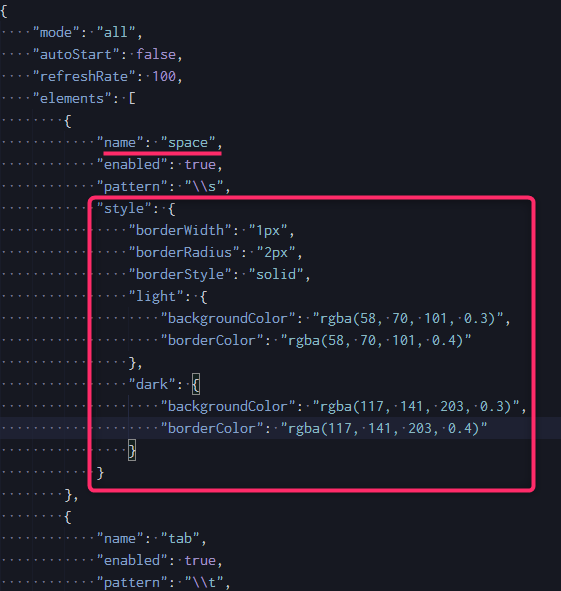 {
    "mode": "all",
    "autoStart": false,
    "refreshRate": 100,
    "elements": [
        {
            "name": "space",
            "enabled": true,
            "pattern": "\\s",
            "style": {
                "borderWidth": "1px",
                "borderRadius": "2px",
                "borderStyle": "solid",
                "light": {
                    "backgroundColor": "rgba(58, 70, 101, 0.3)",
                    "borderColor": "rgba(58, 70, 101, 0.4)"
                },
                "dark": {
                    "backgroundColor": "rgba(117, 141, 203, 0.3)",
                    "borderColor": "rgba(117, 141, 203, 0.4)"
                }
            }
        },
        {
            "name": "tab",
            "enabled": true,
            "pattern": "\\t",